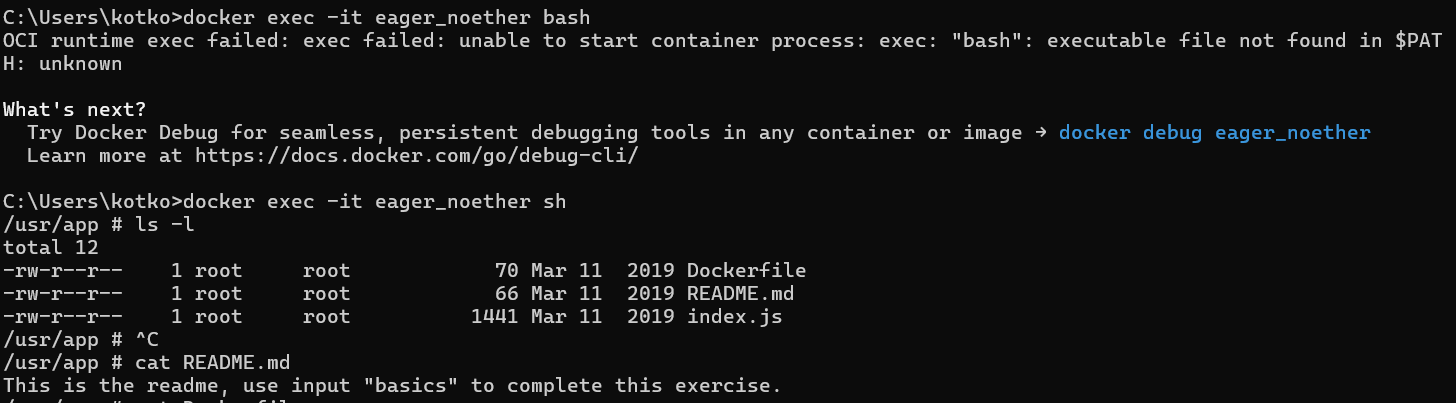 C:\Users\kotko>docker exec -it eager_noether bash
OCI runtime exec failed: exec failed: unable to start container process: exec: "bash": executable file not found in $PAT
H: unknown
What's next?
Try Docker Debug for seamless, persistent debugging tools in any container or image → docker debug eager_noether
Learn more at https://docs.docker.com/go/debug-cli/
C:\Users\kotko>docker exec -it eager_noether sh
/usr/app # ls -l
total 12
-rw-r--r-- 1 root root 70 Mar 11 2019 Dockerfile
-rw-r--r-- 1 root root 66 Mar 11 2019 README.md
-rw-r--r-- 1 root root 1441 Mar 11 2019 index.js
/usr/app # ^C
/usr/app # cat README.md
This is the readme, use input "basics" to complete this exercise.